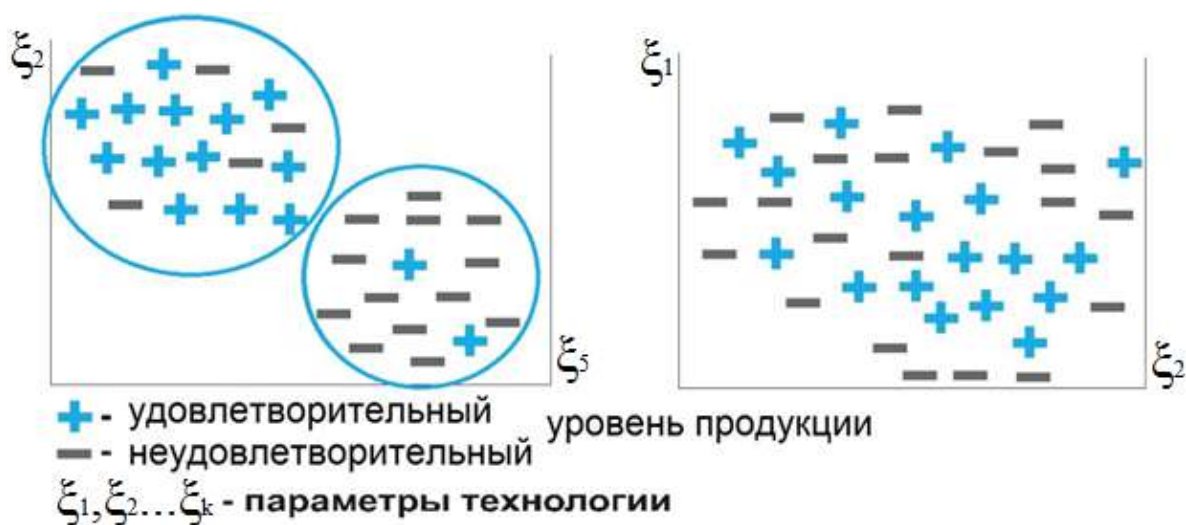 ξ2
ξ1
ξ5
ξ2
+ - удовлетворительный
− - неудовлетворительный
уровень продукции
ξ1,ξ2...ξk - параметры технологии